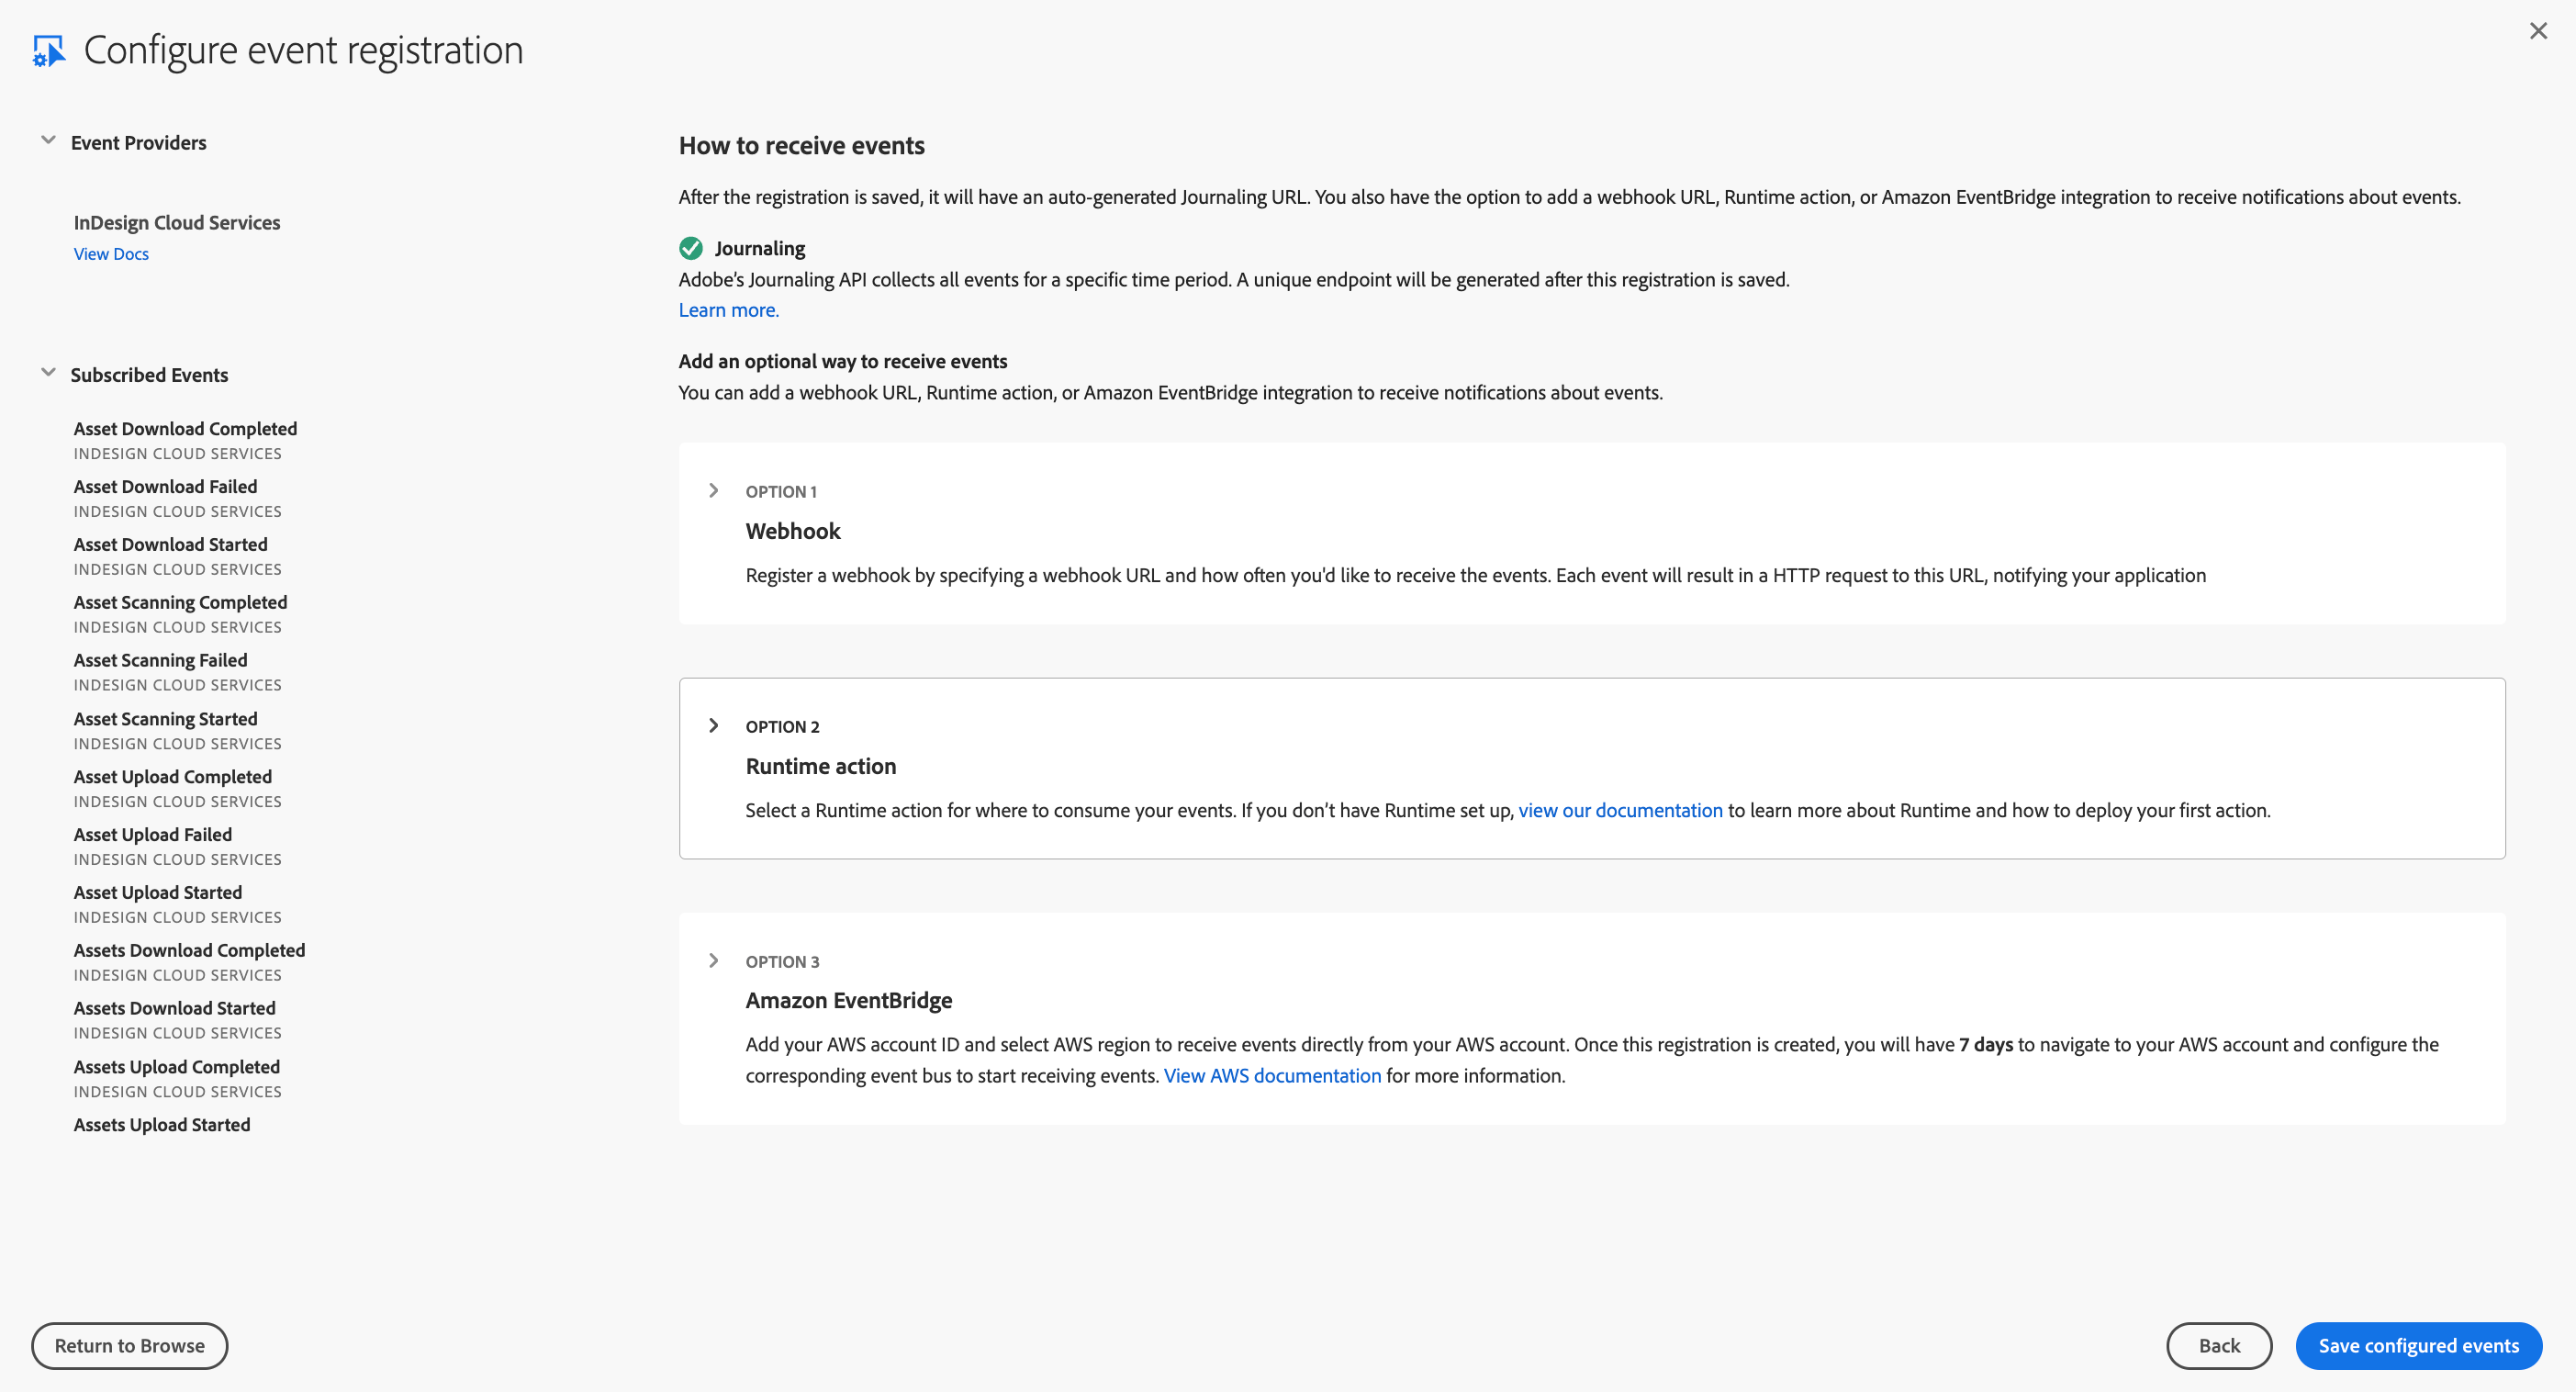 Configure event registration
Event Providers
InDesign Cloud Services
View Docs
Subscribed Events
Asset Download Completed
INDESIGN CLOUD SERVICES
Asset Download Failed
INDESIGN CLOUD SERVICES
Asset Download Started
INDESIGN CLOUD SERVICES
Asset Scanning Completed
INDESIGN CLOUD SERVICES
Asset Scanning Failed
INDESIGN CLOUD SERVICES
Asset Scanning Started
INDESIGN CLOUD SERVICES
Asset Upload Completed
INDESIGN CLOUD SERVICES
Asset Upload Failed
INDESIGN CLOUD SERVICES
Asset Upload Started
INDESIGN CLOUD SERVICES
Assets Download Completed
INDESIGN CLOUD SERVICES
Assets Download Started
INDESIGN CLOUD SERVICES
Assets Upload Completed
INDESIGN CLOUD SERVICES
Assets Upload Started
How to receive events
After the registration is saved, it will have an auto-generated Journaling URL. You also have the option to add a webhook URL, Runtime action, or Amazon EventBridge integration to receive notifications about events.
Journaling
Adobe’s Journaling API collects all events for a specific time period. A unique endpoint will be generated after this registration is saved.
Learn more.
Add an optional way to receive events
You can add a webhook URL, Runtime action, or Amazon EventBridge integration to receive notifications about events.
OPTION 1
Webhook
Register a webhook by specifying a webhook URL and how often you'd like to receive the events. Each event will result in a HTTP request to this URL, notifying your application
OPTION 2
Runtime action
Select a Runtime action for where to consume your events. If you don’t have Runtime set up, view our documentation to learn more about Runtime and how to deploy your first action.
OPTION 3
Amazon EventBridge
Add your AWS account ID and select AWS region to receive events directly from your AWS account. Once this registration is created, you will have 7 days to navigate to your AWS account and configure the
corresponding event bus to start receiving events. View AWS documentation for more information.
Return to Browse
Back
Save configured events